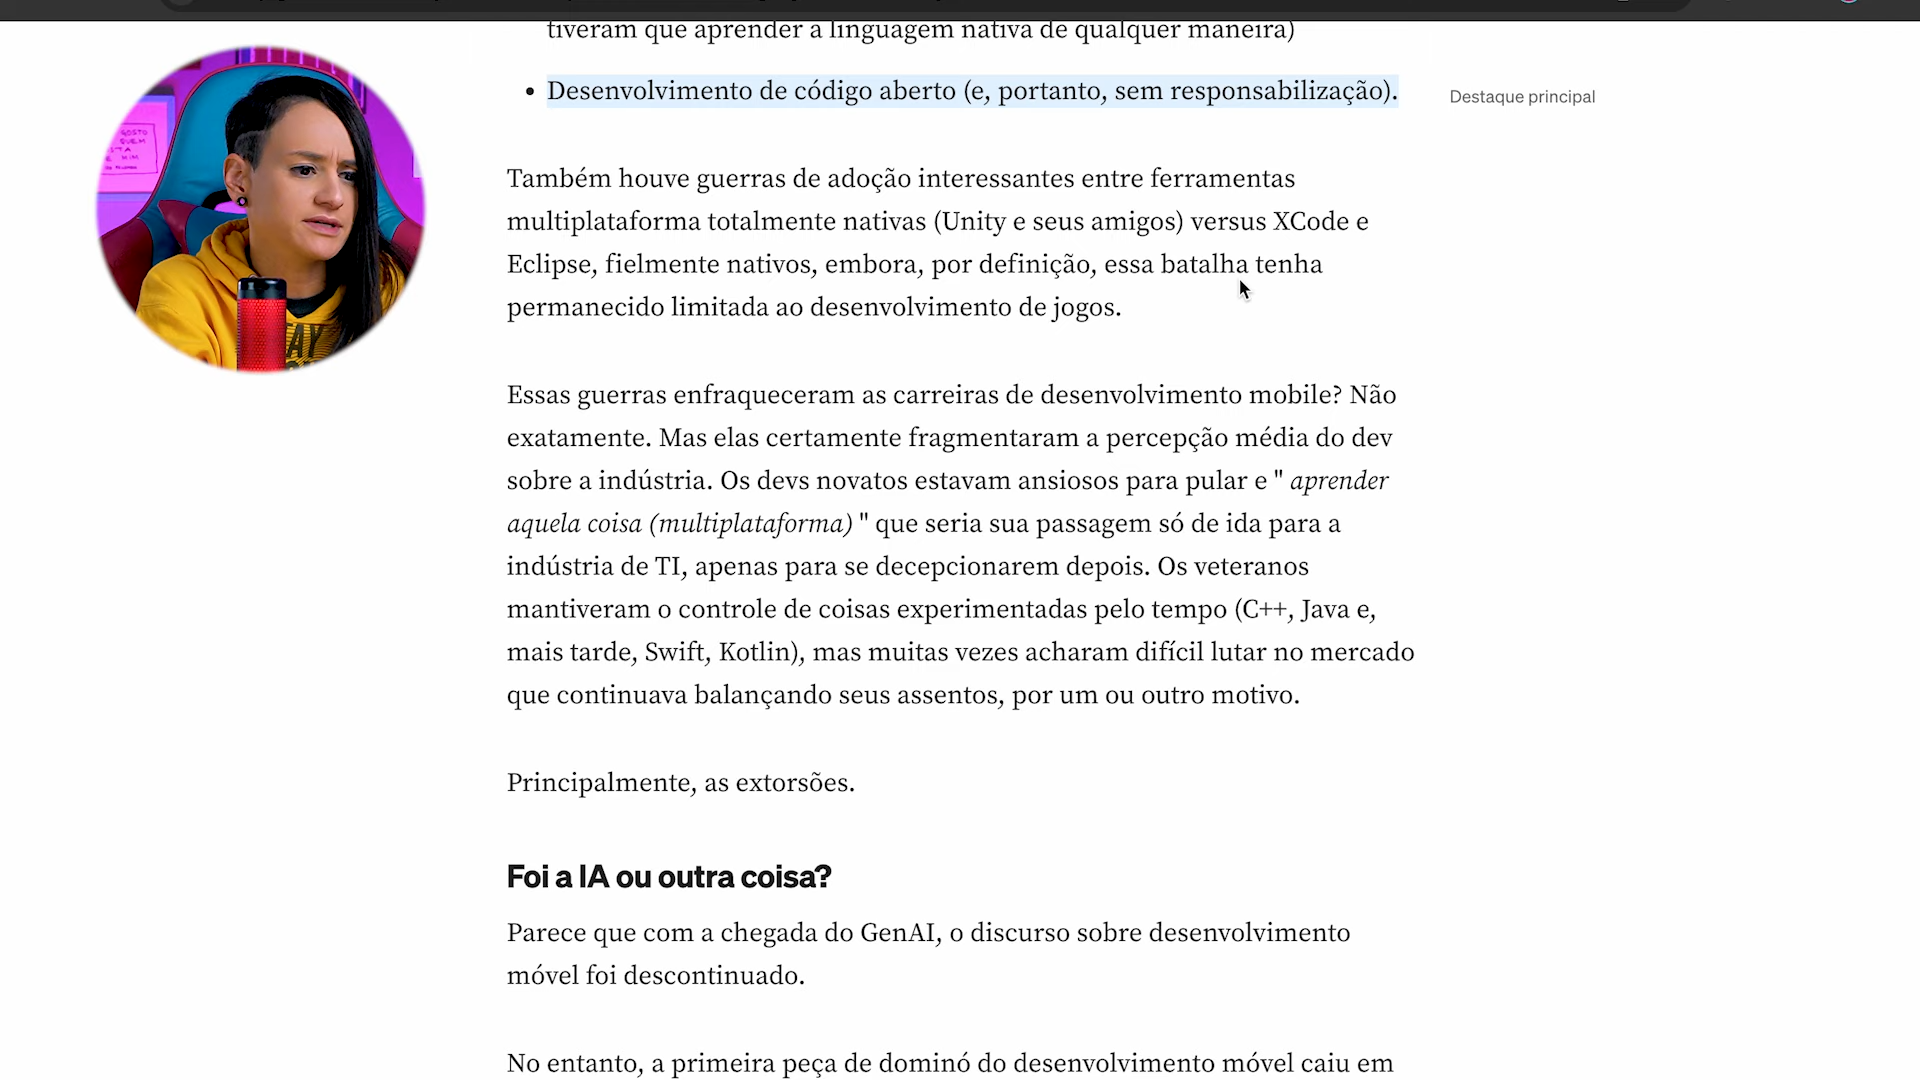 tiveram que aprender a linguagem nativa de qualquer maneira)
• Desenvolvimento de código aberto (e, portanto, sem responsabilização).
Destaque principal
Também houve guerras de adoção interessantes entre ferramentas
multiplataforma totalmente nativas (Unity e seus amigos) versus XCode e
Eclipse, fielmente nativos, embora, por definição, essa batalha tenha
permanecido limitada ao desenvolvimento de jogos.
Essas guerras enfraqueceram as carreiras de desenvolvimento mobile? Não
exatamente. Mas elas certamente fragmentaram a percepção média do dev
sobre a indústria. Os devs novatos estavam ansiosos para pular e " aprender
aquela coisa (multiplataforma) " que seria sua passagem só de ida para a
indústria de TI, apenas para se decepcionarem depois. Os veteranos
mantiveram o controle de coisas experimentadas pelo tempo (C++, Java e,
mais tarde, Swift, Kotlin), mas muitas vezes acharam difícil lutar no mercado
que continuava balançando seus assentos, por um ou outro motivo.
Principalmente, as extorsões.
Foi a IA ou outra coisa?
Parece que com a chegada do GenAI, o discurso sobre desenvolvimento
móvel foi descontinuado.
No entanto, a primeira peça de dominó do desenvolvimento móvel caiu em